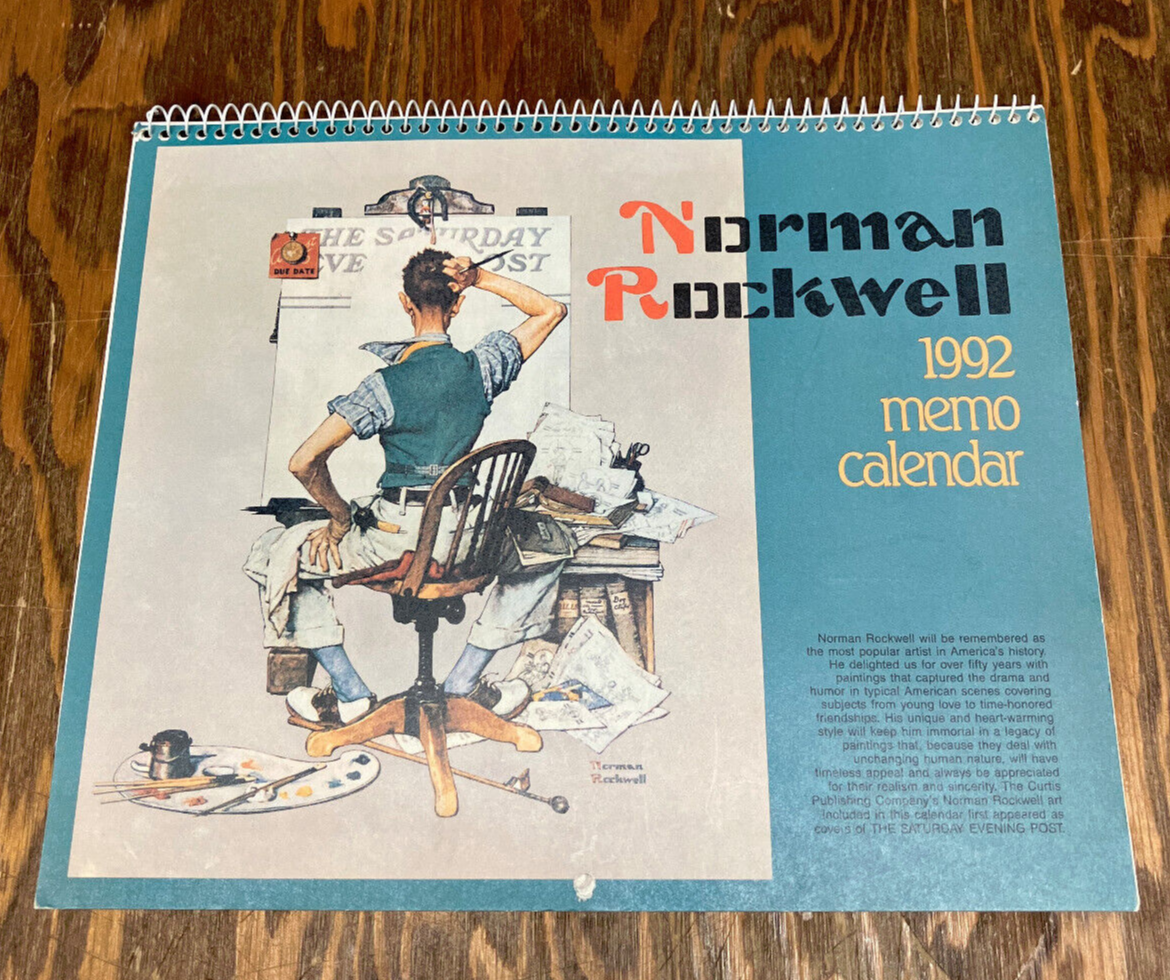 THE SATURDAY
EVE POST
DUE DATE
Norman
Rockwell
1992
memo
calendar
Norman Rockwell will be remembered as
the most popular artist in America's history.
He delighted us for over fifty years with
paintings that captured the drama and
humor in typical American scenes covering
subjects from young love to time-honored
friendships. His unique and heart-warming
style will keep him immorial in a legacy of
paintings that, because they deal with
unchanging human nature, will have
timeless appeal and always be appreciated
for their realism and sincerity. The Curtis
Publishing Company's Norman Rockwell art
included in this calendar first appeared as
covers of THE SATURDAY EVENING POST.
Norman
Rockwell